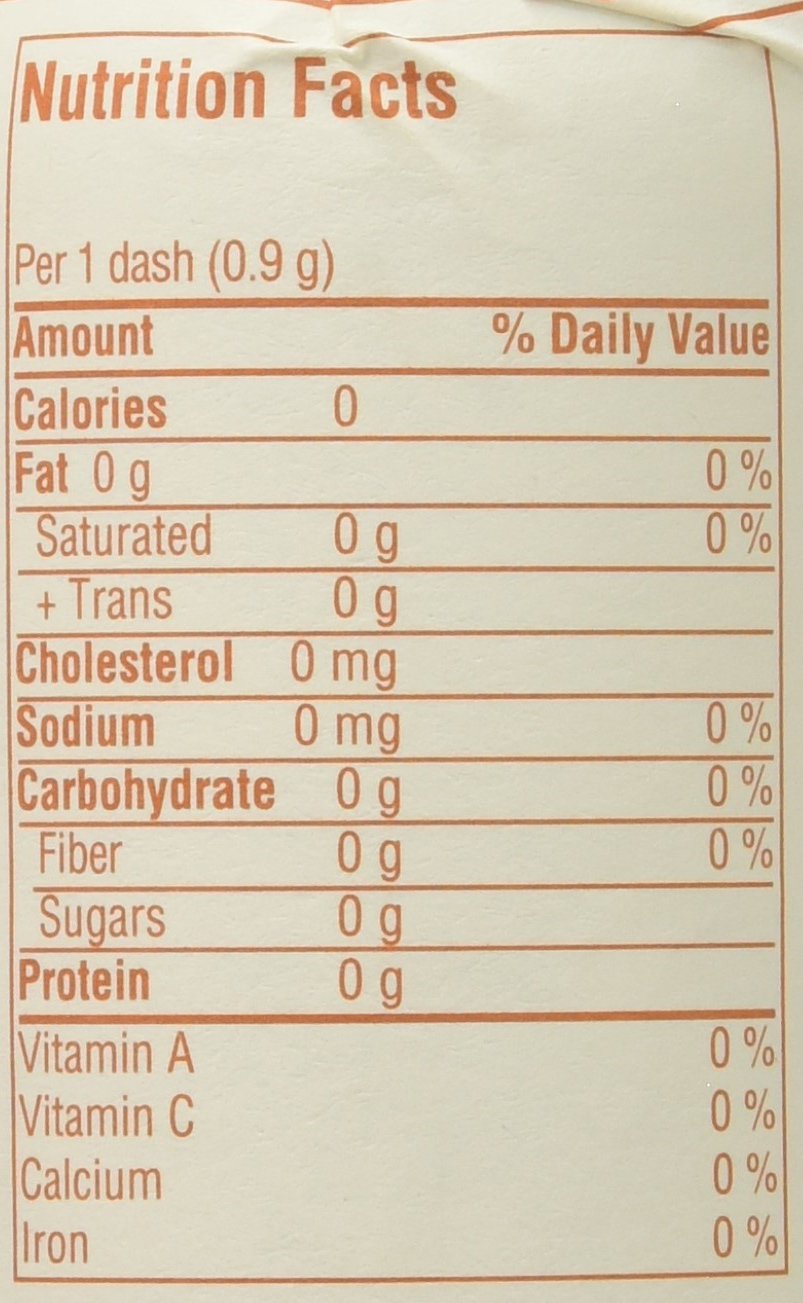 Nutrition Facts
Per 1 dash (0.9 g)
Amount % Daily Value
Calories 0
Fat 0 g 0 %
Saturated 0 g 0 %
+ Trans 0 g
Cholesterol 0 mg
Sodium 0 mg 0 %
Carbohydrate 0 g 0 %
Fiber 0 g 0 %
Sugars 0 g
Protein 0 g
Vitamin A 0 %
Vitamin C 0 %
Calcium 0 %
Iron 0 %